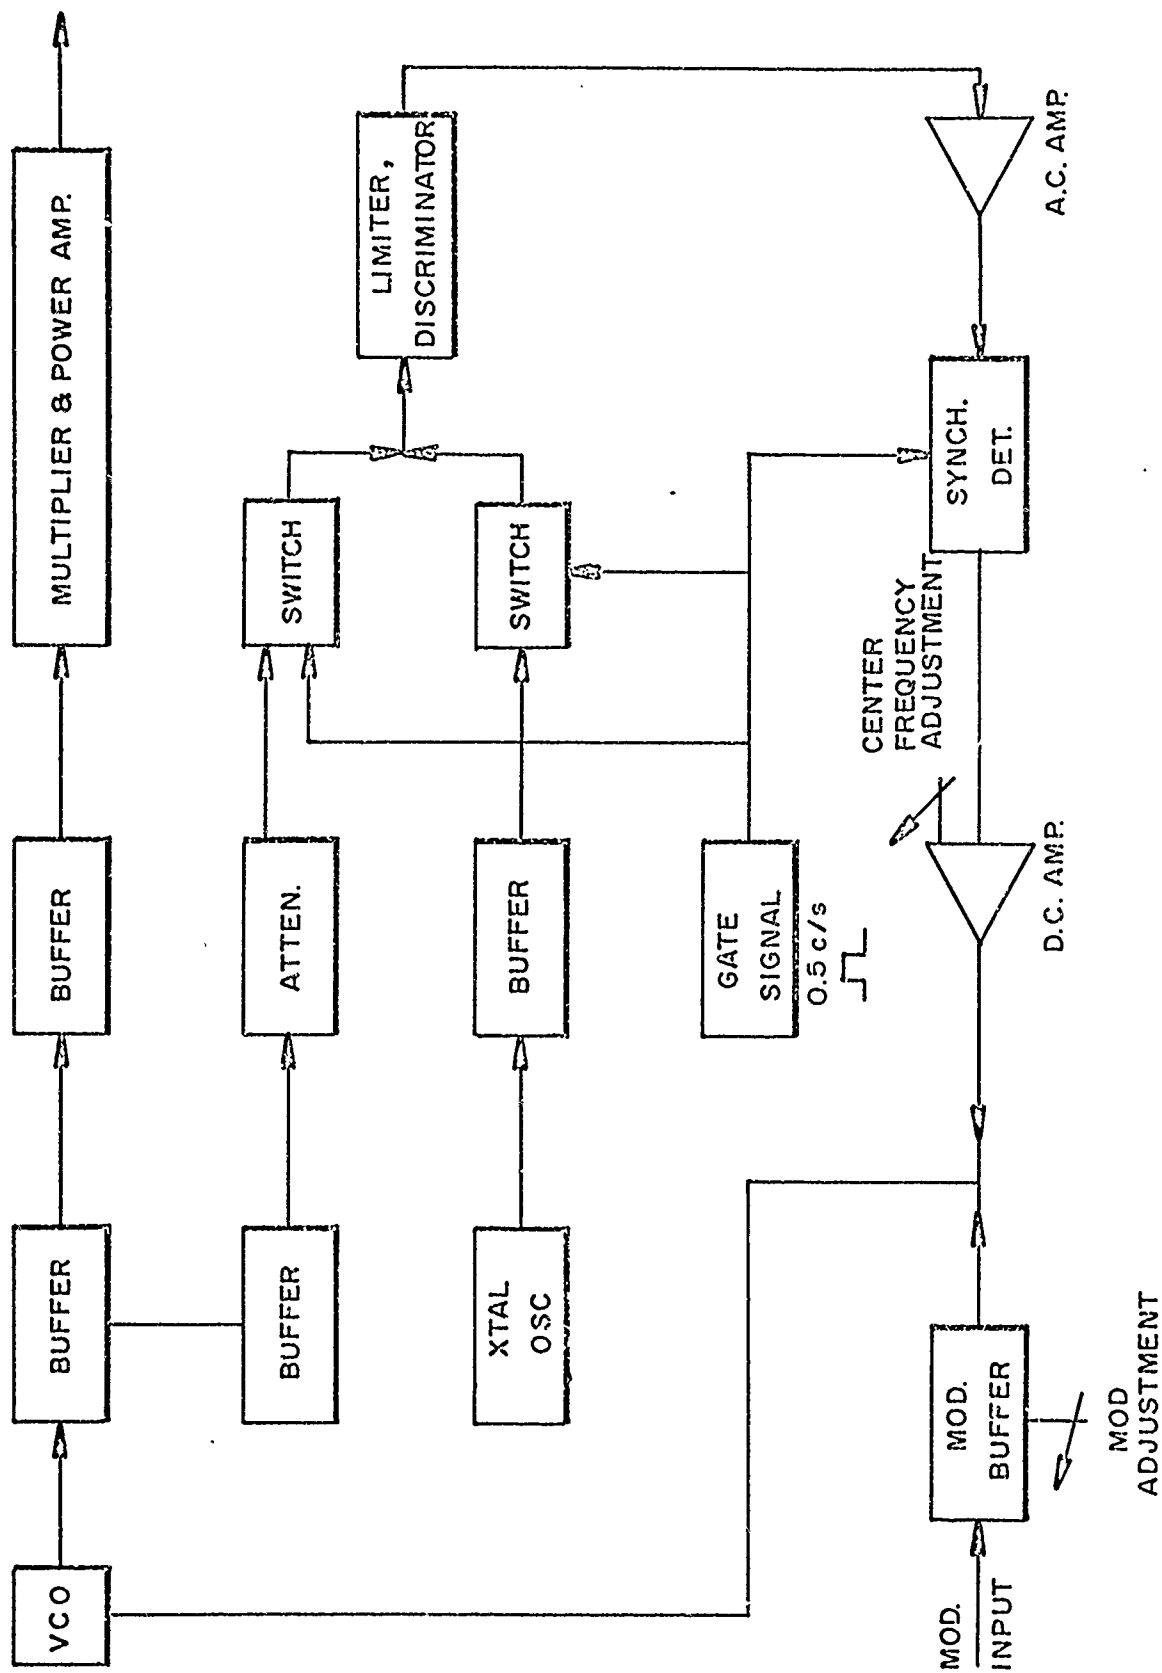 VCO
BUFFER
BUFFER
MULTIPLIER & POWER AMP.
BUFFER
ATTEN.
SWITCH
LIMITER,
DISCRIMINATOR
XTAL
OSC
BUFFER
SWITCH
GATE
SIGNAL
0.5 c/s
CENTER
FREQUENCY
ADJUSTMENT
MOD.
INPUT
MOD.
BUFFER
MOD
ADJUSTMENT
D.C. AMP.
SYNCH.
DET.
A.C. AMP.